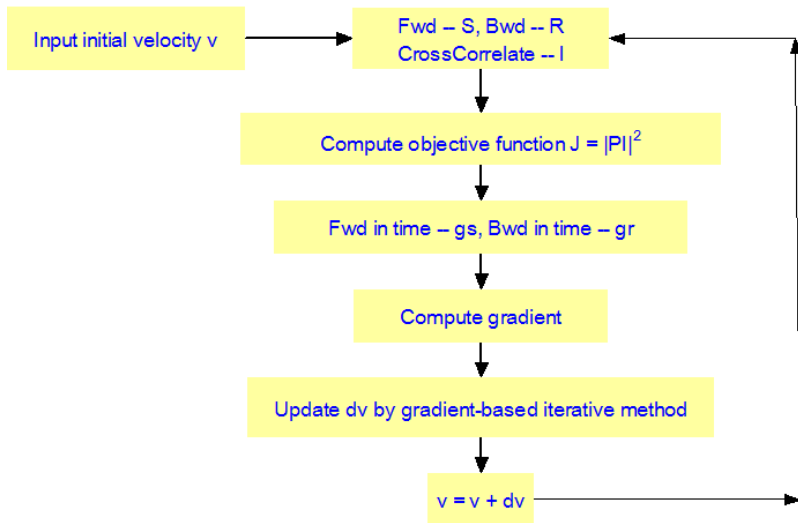 Input initial velocity v
Fwd -- S, Bwd -- R
CrossCorrelate -- I
Compute objective function J = |PI|²
Fwd in time -- gs, Bwd in time -- gr
Compute gradient
Update dv by gradient-based iterative method
v = v + dv